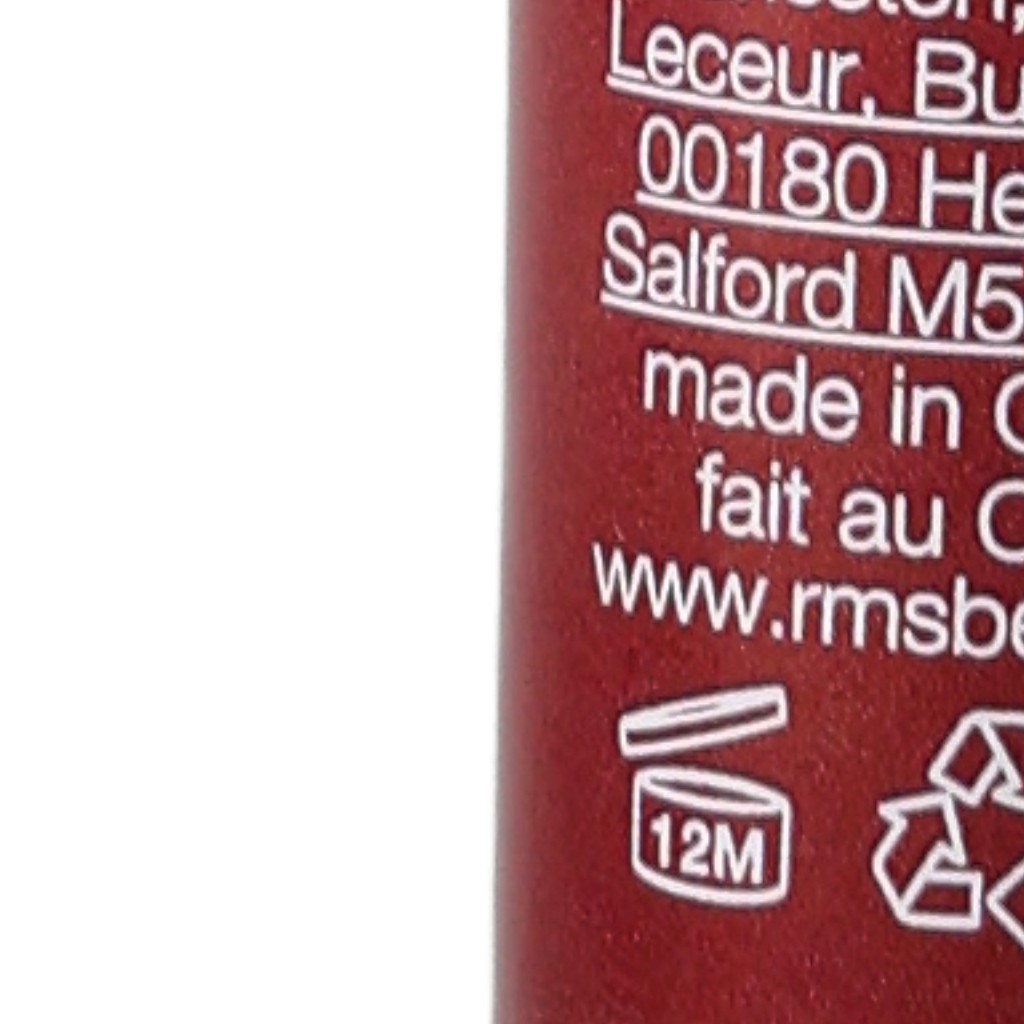 Leceur, Bu
00180 He
Salford M5
made in
fait au
www.rmsbe
12M